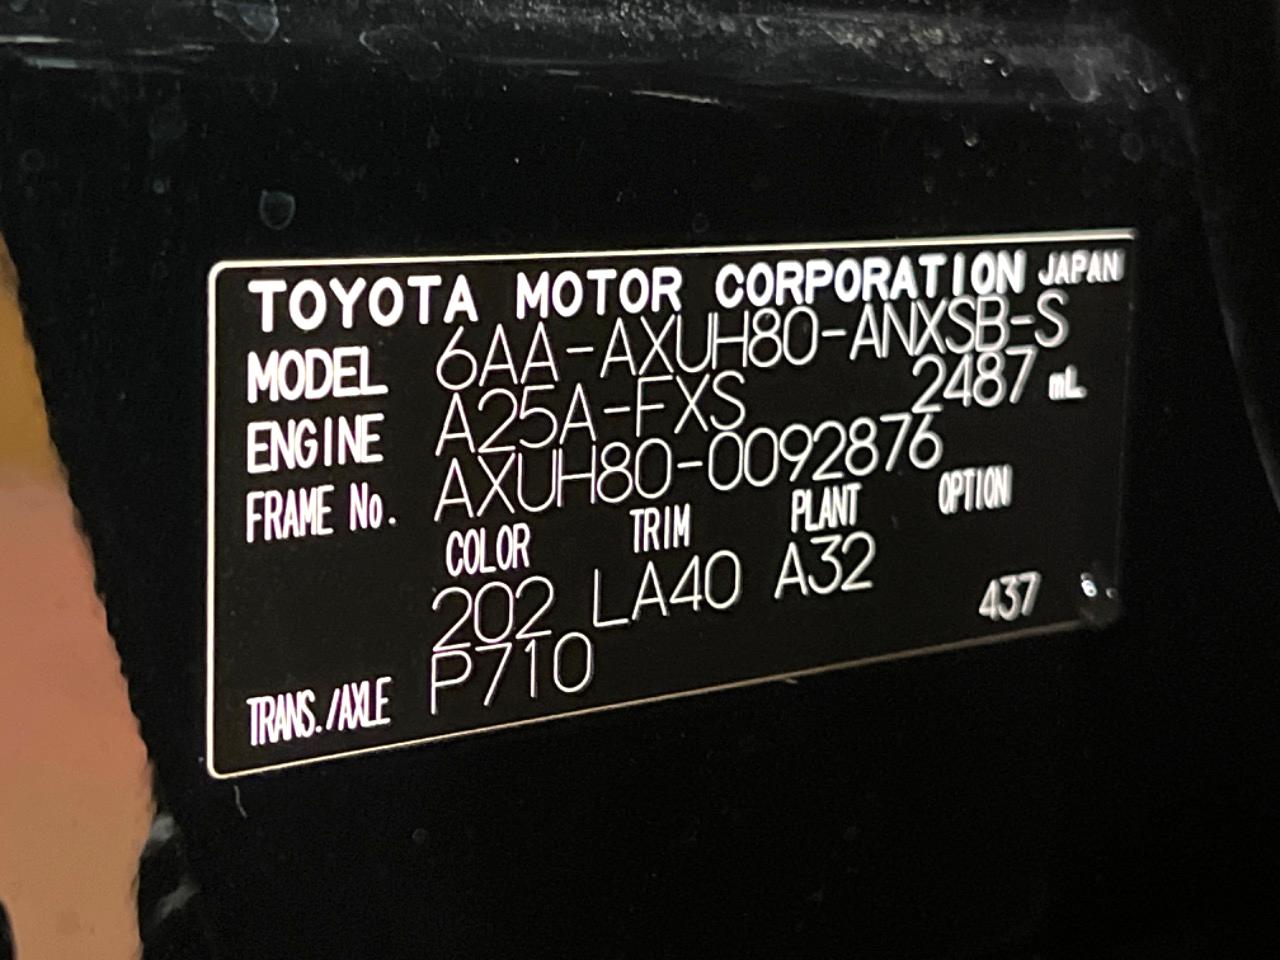 TOYOTA MOTOR CORPORATION JAPAN
MODEL 6AA-AXUH80-ANXSB-S
ENGINE A25A-FXS 2487 mL
FRAME No. AXUH80-0092876
COLOR TRIM PLANT OPTION
202 LA40 A32
437
TRANS./AXLE P710